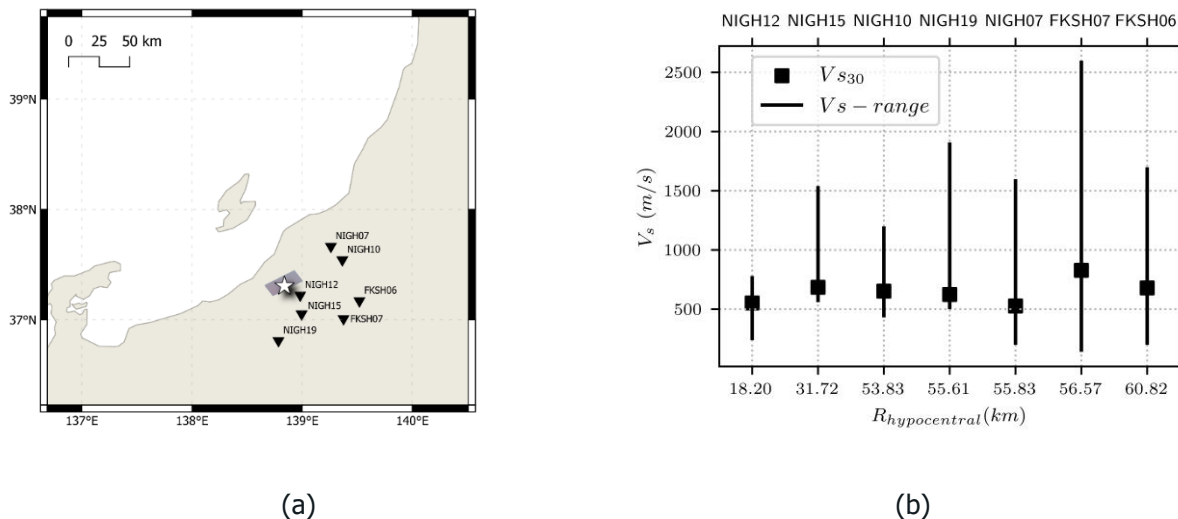 0 25 50 km
39°N
38°N
37°N
137°E 138°E 139°E 140°E
NIGH07
NIGH10
NIGH12
FKSH06
NIGH15
FKSH07
NIGH19
(a)
NIGH12 NIGH15 NIGH10 NIGH19 NIGH07 FKSH07 FKSH06
Vs30
Vs − range
2500
2000
1500
1000
500
Vs (m/s)
18.20 31.72 53.83 55.61 55.83 56.57 60.82
Rhypocentral(km)
(b)